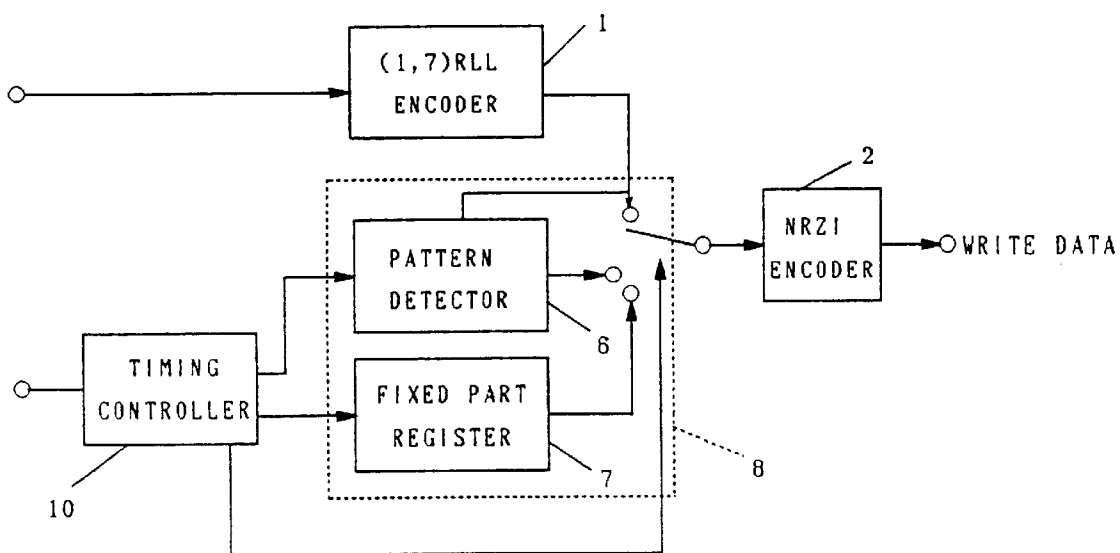 1
(1,7)RLL
ENCODER
2
NRZI
ENCODER
WRITE DATA
PATTERN
DETECTOR
6
TIMING
CONTROLLER
FIXED PART
REGISTER
7
8
10